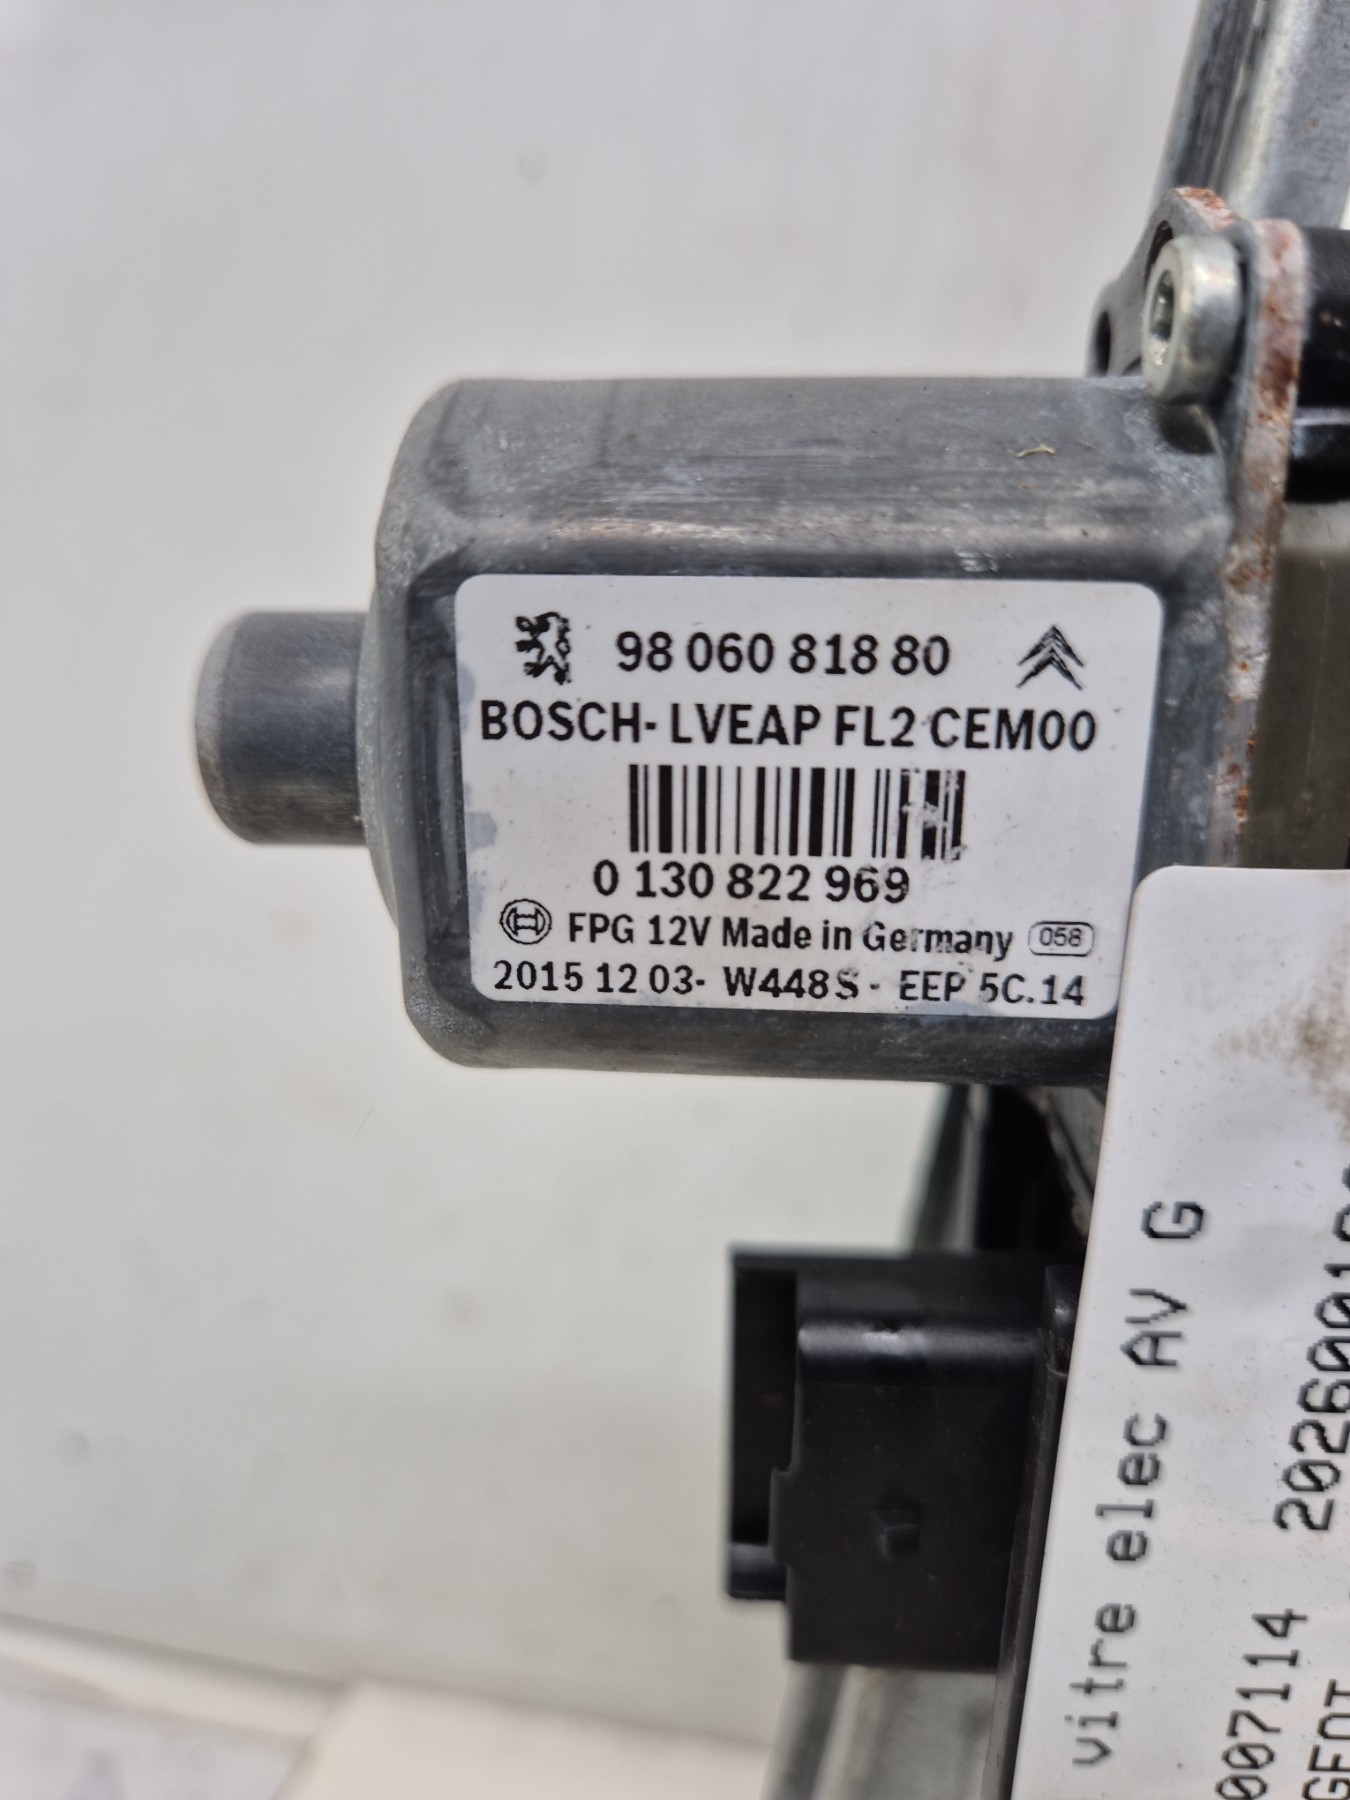 98 060 818 80
BOSCH- LVEAP FL2 CEM00
0 130 822 969
FPG 12V Made in Germany 058
2015 12 03- W448S - EEP 5C.14
vitre elec AV G
007114